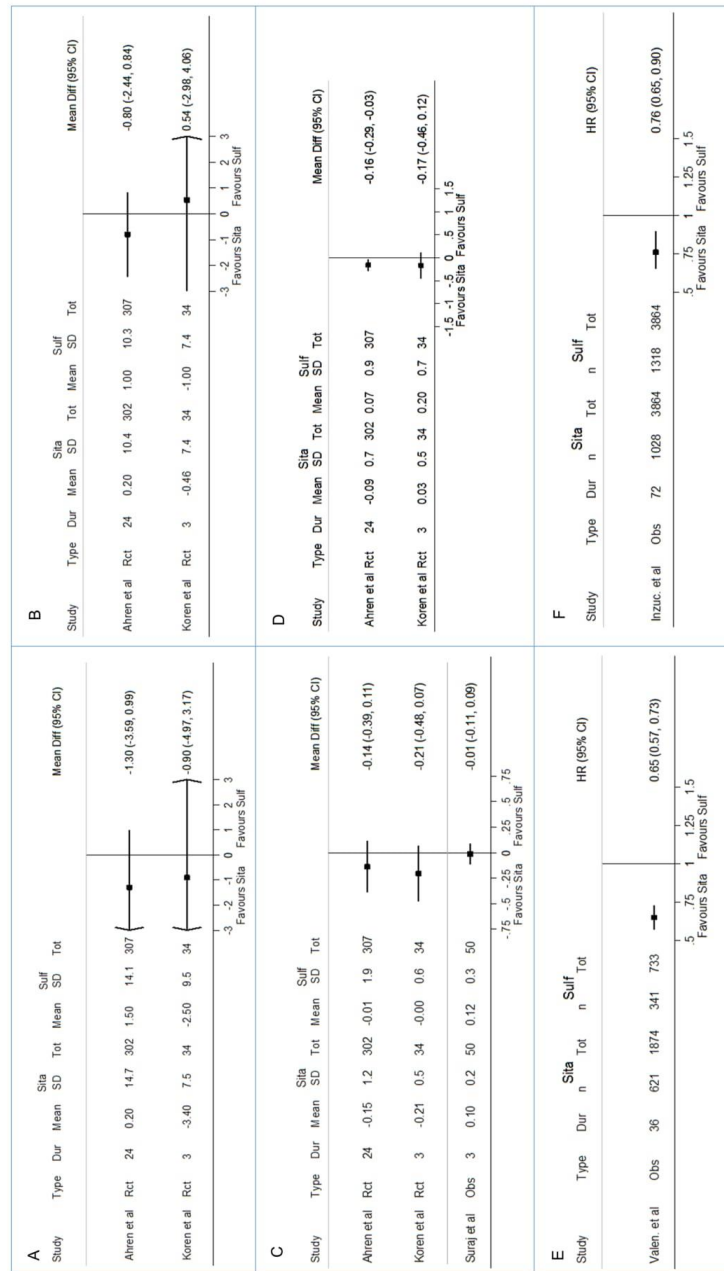 A
Sita Sulf
Study Type Dur Mean SD Tot Mean SD Tot Mean Diff (95% CI)
Ahren et al Rct 24 0.20 14.7 302 1.50 14.1 307 -1.30 (-3.59, 0.99)
Koren et al Rct 3 -3.40 7.5 34 -2.50 9.5 34 -0.90 (-4.97, 3.17)
-3 -2 -1 0 1 2 3
Favours Sita Favours Sulf
B
Sita Sulf
Study Type Dur Mean SD Tot Mean SD Tot Mean Diff (95% CI)
Ahren et al Rct 24 0.20 10.4 302 1.00 10.3 307 -0.80 (-2.44, 0.84)
Koren et al Rct 3 -0.46 7.4 34 -1.00 7.4 34 0.54 (-2.98, 4.06)
-3 -2 -1 0 1 2 3
Favours Sita Favours Sulf
C
Sita Sulf
Study Type Dur Mean SD Tot Mean SD Tot Mean Diff (95% CI)
Ahren et al Rct 24 -0.15 1.2 302 -0.01 1.9 307 -0.14 (-0.39, 0.11)
Koren et al Rct 3 -0.21 0.5 34 -0.00 0.6 34 -0.21 (-0.48, 0.07)
Suraj et al Obs 3 0.10 0.2 50 0.12 0.3 50 -0.01 (-0.11, 0.09)
-.75 -.5 -0.25 0 .25 .5 .75
Favours Sita Favours Sulf
D
Sita Sulf
Study Type Dur Mean SD Tot Mean SD Tot Mean Diff (95% CI)
Ahren et al Rct 24 -0.09 0.7 302 0.07 0.9 307 -0.16 (-0.29, -0.03)
Koren et al Rct 3 0.03 0.5 34 0.20 0.7 34 -0.17 (-0.46, 0.12)
-1.5 -1 -0.5 0 .5 1 1.5
Favours Sita Favours Sulf
E
Sita Sulf
Study Type Dur n Tot n Tot HR (95% CI)
Valen. et al Obs 36 621 1874 341 733 0.65 (0.57, 0.73)
.5 .75 1 1.25 1.5
Favours Sita Favours Sulf
F
Sita Sulf
Study Type Dur n Tot n Tot HR (95% CI)
Inzuc. et al Obs 72 1028 3864 1318 3864 0.76 (0.65, 0.90)
.5 .75 1 1.25 1.5
Favours Sita Favours Sulf